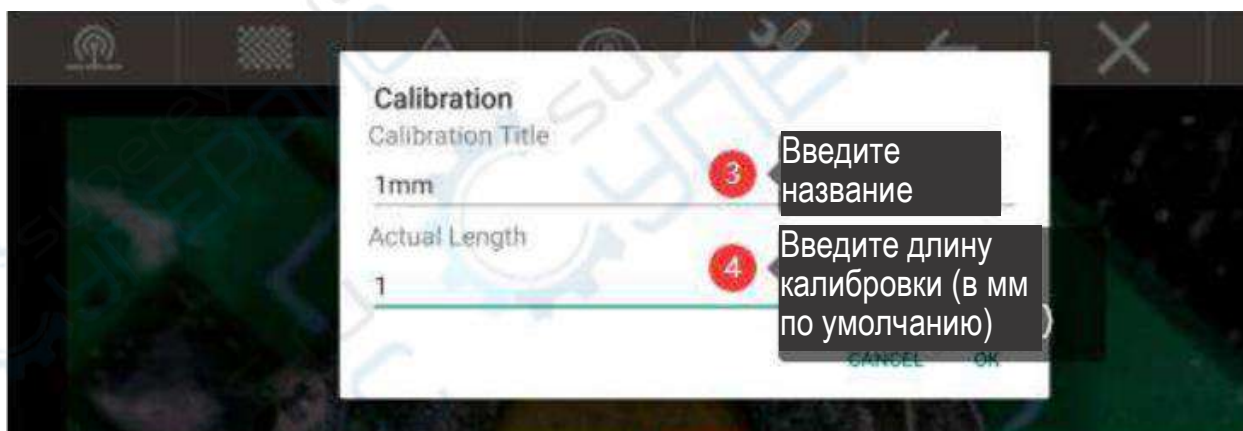 Calibration
Calibration Title
1mm
3
Введите
название
Actual Length
1
4
Введите длину
калибровки (в мм
по умолчанию)
CANCEL OK